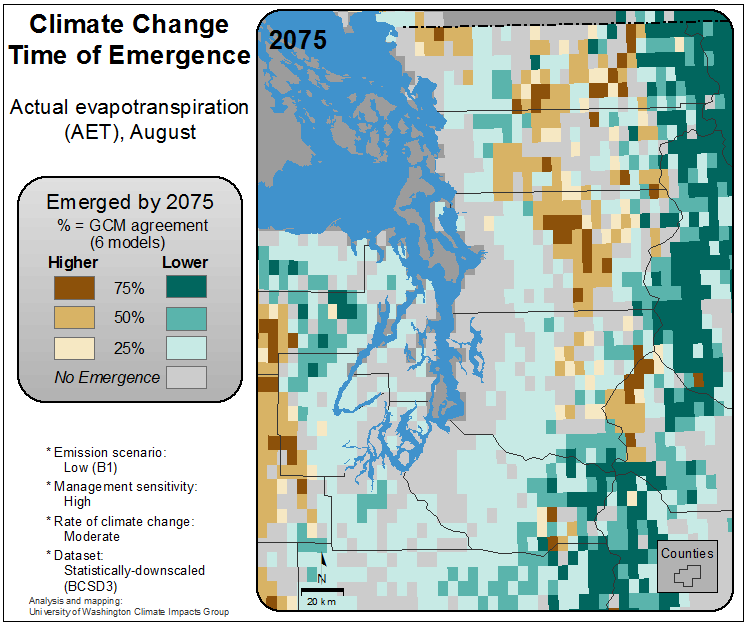 Climate Change
Time of Emergence
Actual evapotranspiration
(AET), August
Emerged by 2075
% = GCM agreement
(6 models)
Higher Lower
75%
50%
25%
No Emergence
* Emission scenario:
Low (B1)
* Management sensitivity:
High
* Rate of climate change:
Moderate
* Dataset:
Statistically-downscaled
(BCSD3)
Analysis and mapping:
University of Washington Climate Impacts Group
2075
N
20 km
Counties